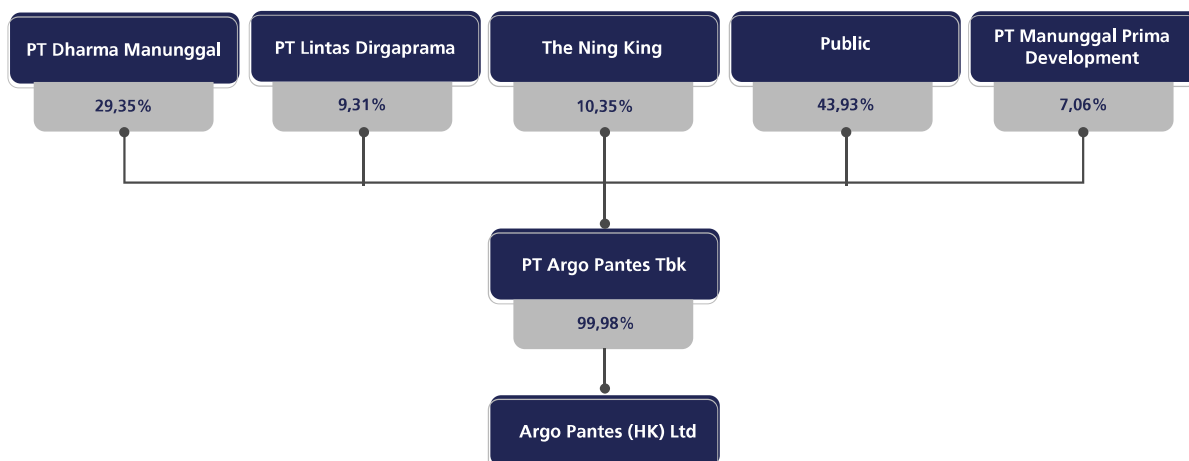 PT Dharma Manunggal
29,35%
PT Lintas Dirgaprama
9,31%
The Ning King
10,35%
Public
43,93%
PT Manunggal Prima
Development
7,06%
PT Argo Pantes Tbk
99,98%
Argo Pantes (HK) Ltd